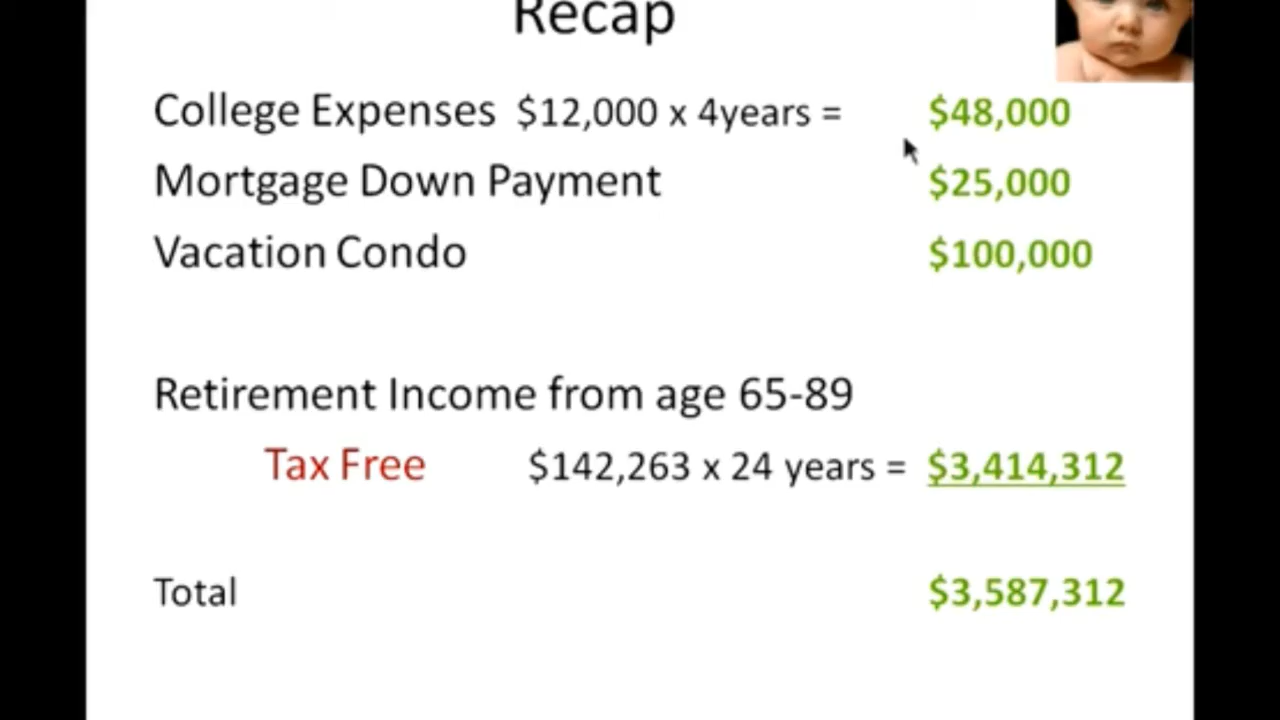 Recap
College Expenses $12,000 x 4years = $48,000
Mortgage Down Payment $25,000
Vacation Condo $100,000
Retirement Income from age 65-89
Tax Free $142,263 x 24 years = $3,414,312
Total $3,587,312